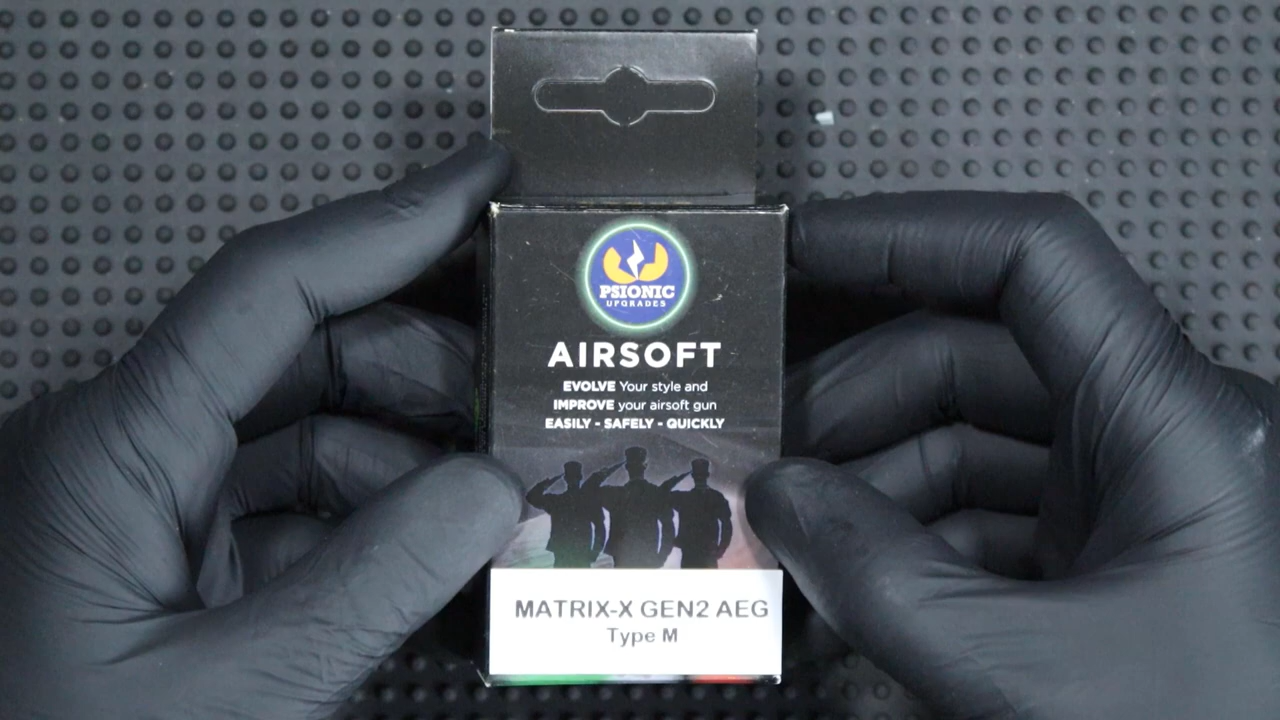 PSIONIC
UPGRADES
AIRSOFT
EVOLVE Your style and
IMPROVE your airsoft gun
EASILY - SAFELY - QUICKLY
MATRIX-X GEN2 AEG
Type M